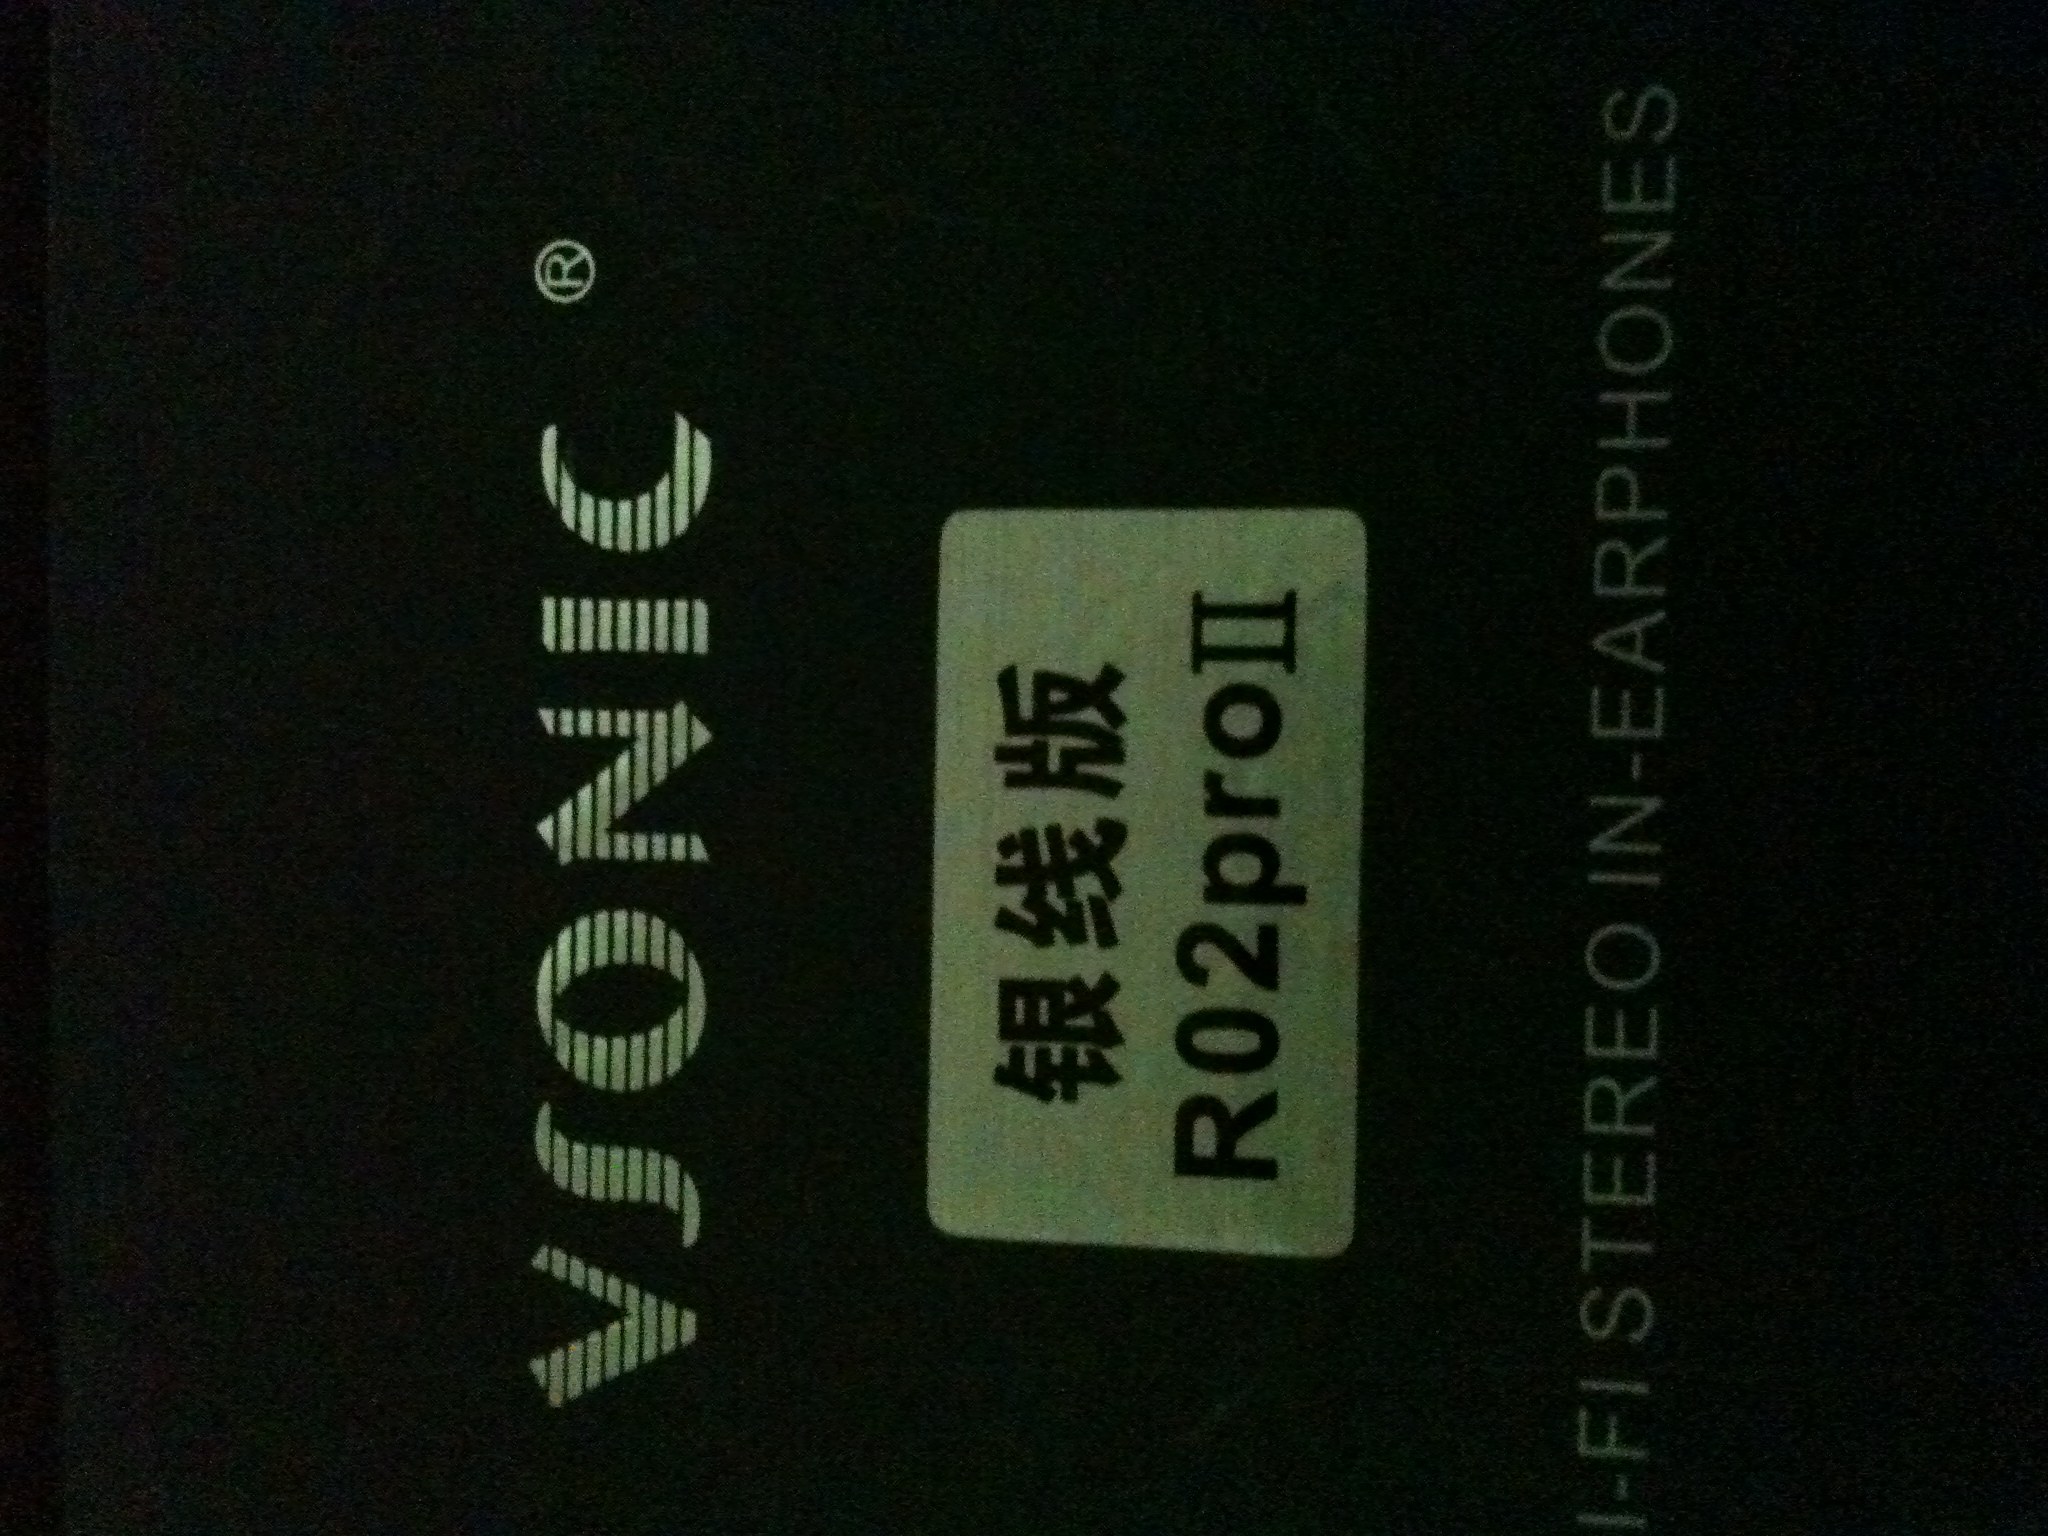 VSONIC®
银线版
R02proII
I-FI STEREO IN-EARPHONES